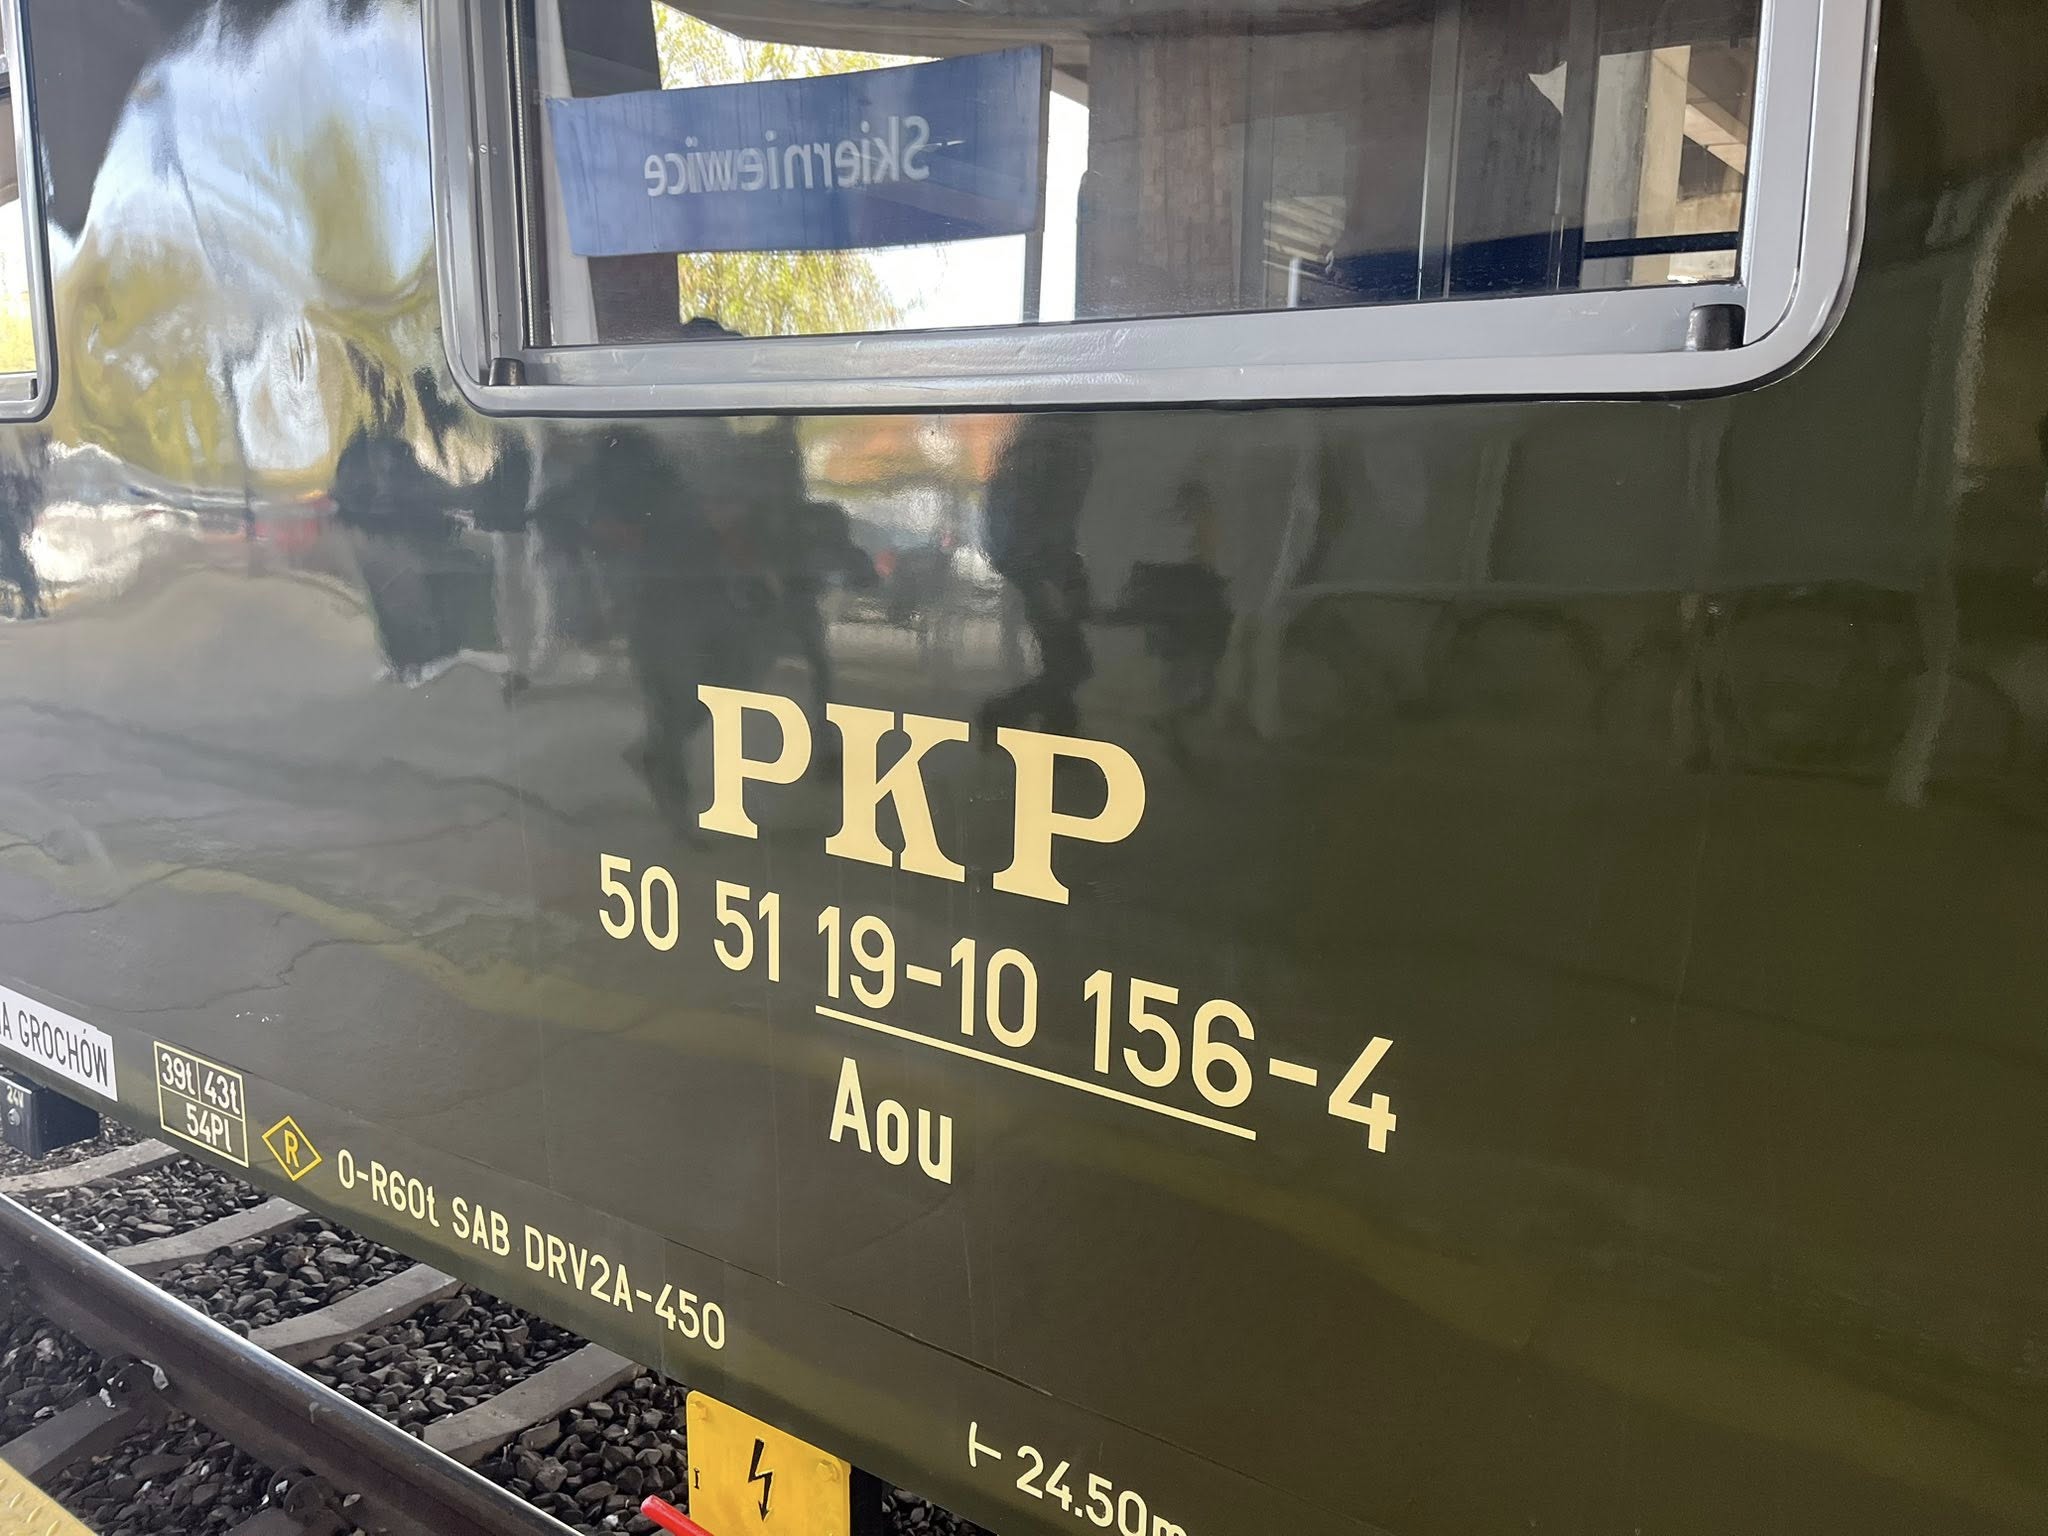 Skierniewice
PKP
50 51 19-10 156-4
Aou
GROCHÓW
39t 43t
54Pl
R
0-R60t SAB DRV2A-450
24V
24.50m